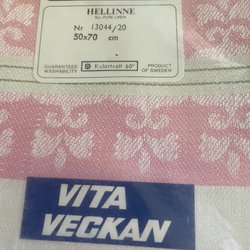 HELLINNE
ALL PURE LINEN
Nr 13044/20
50x70 cm
GUARANTEED WASHABILITY
Kulörtvätt 60°
PRODUCT OF SWEDEN
VITA
VECKAN